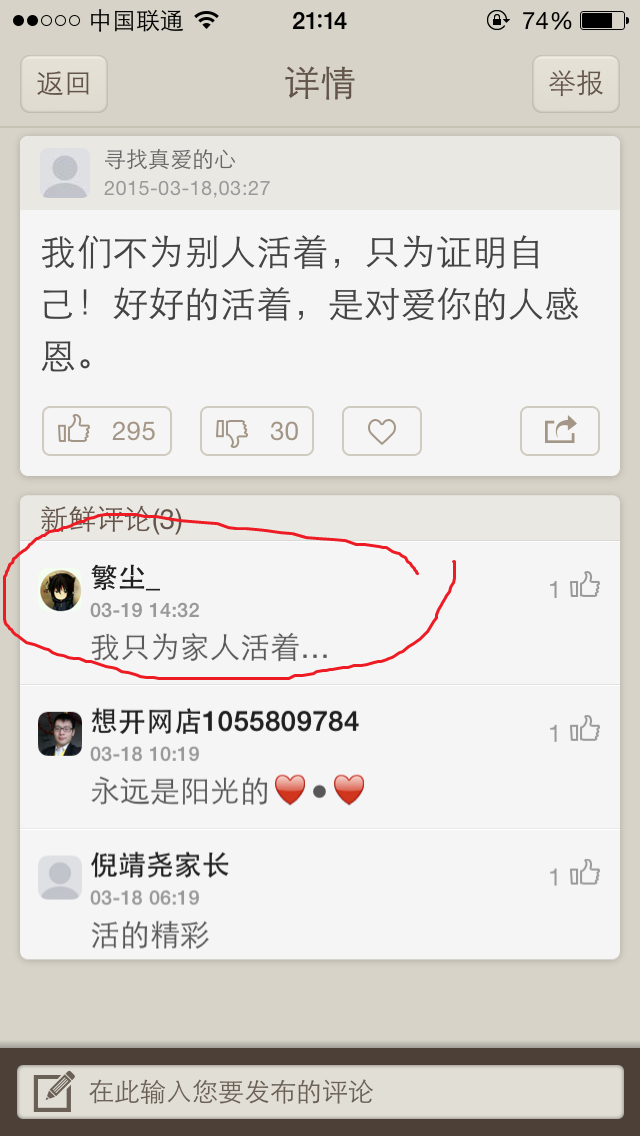 中国联通 21:14 74%
返回 详情 举报
寻找真爱的心
2015-03-18,03:27
我们不为别人活着，只为证明自
己！好好的活着，是对爱你的人感
恩。
295 30
新鲜评论(3)
繁尘_
03-19 14:32 1
我只为家人活着...
想开网店1055809784
03-18 10:19 1
永远是阳光的❤️●❤️
倪靖尧家长
03-18 06:19 1
活的精彩
在此输入您要发布的评论